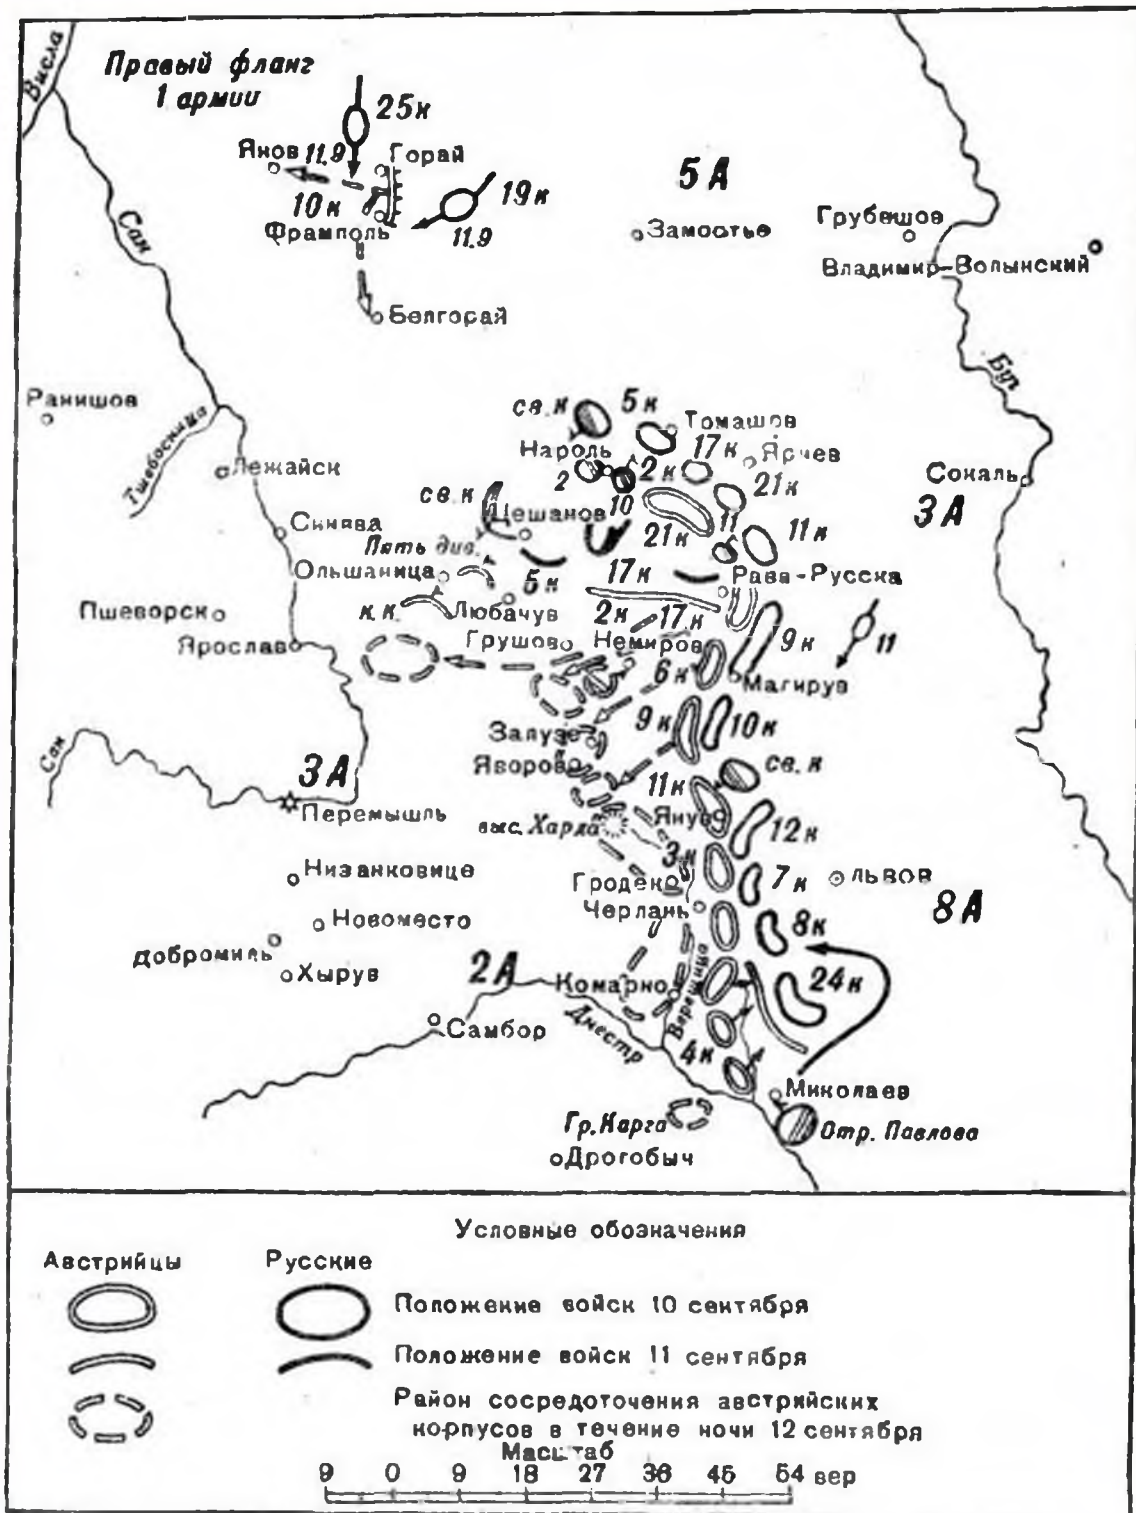 Висла
Правый фланг
1 армии
25к
Янов 11.9
Горай
10к
19к
11.9
Фрамполь
5А
Замостье
Грубешов
Владимир-Волынский
Сан
Белгорай
Буг
Ранишов
св. к
5к
Томашов
Нароль
17к
Ярчев
Тшебосница
Лежайск
2
2к
Сокаль
св. к
10
21к
3А
Цешанов
11
21к
11к
Синява
Пять див.
Ольшаница
5к
17к
Рава-Русска
Пшеворск
к.к.
Любачув
2к
17к
Грушов
Немиров
9к
11
Ярослав
6к
Магирув
9к
10к
Залузе
Сан
Яворов
св. к
3А
11к
Перемышль
выс. Харда
Янув
12к
3к
Низанковице
Гродек
7к
ЛЬВОВ
Черлань
8А
Новоместо
8к
Добромиль
2А
Хырув
Комарно
24к
Верещица
Самбор
Днестр
4к
Миколаев
Гр. Карга
Отр. Павлова
Дрогобыч
Условные обозначения
Австрийцы
Русские
Положение войск 10 сентября
Положение войск 11 сентября
Район сосредоточения австрийских
корпусов в течение ночи 12 сентября
Масштаб
9 0 9 18 27 36 45 54 вер